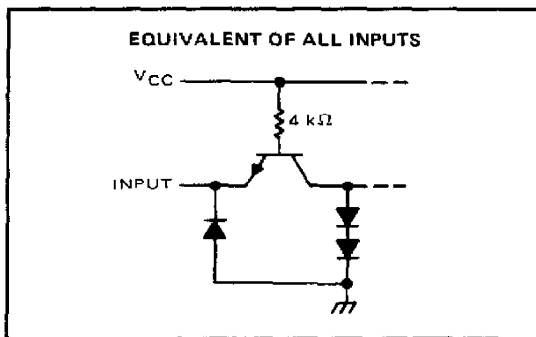 EQUIVALENT OF ALL INPUTS
VCC
4 kΩ
INPUT